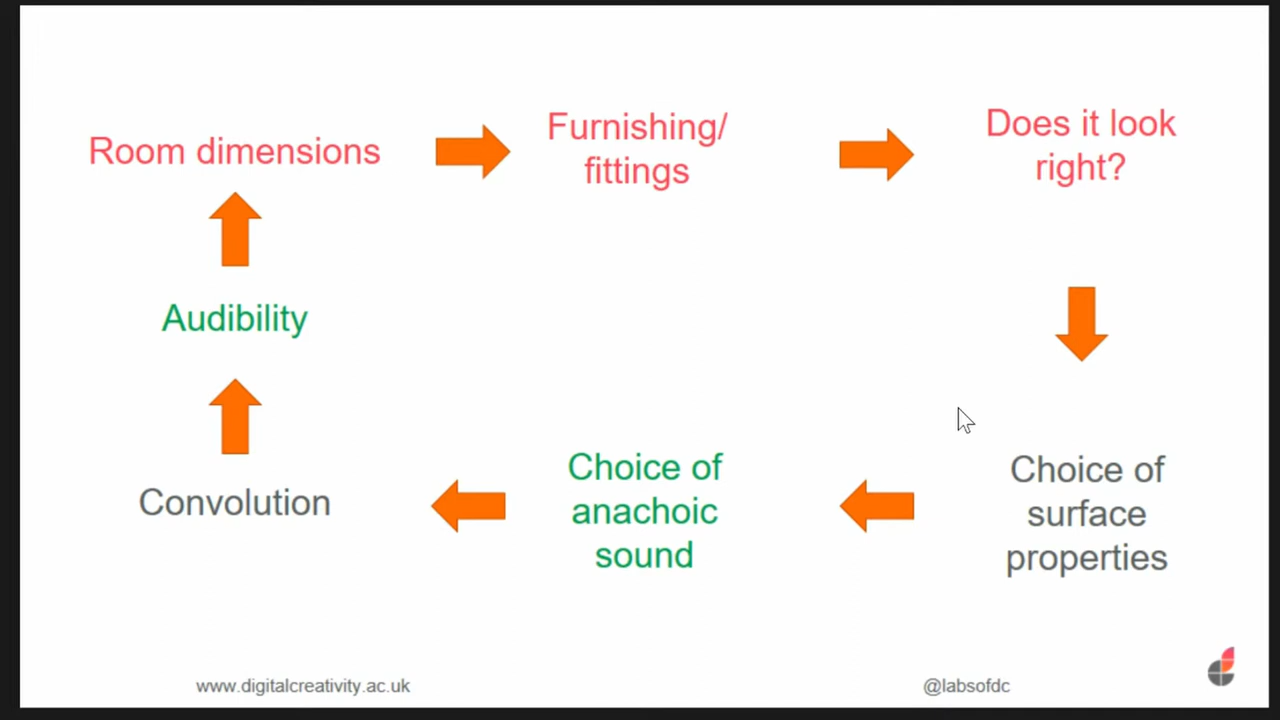 Room dimensions
Furnishing/
fittings
Does it look
right?
Audibility
Convolution
Choice of
anachoic
sound
Choice of
surface
properties
www.digitalcreativity.ac.uk
@labsofdc